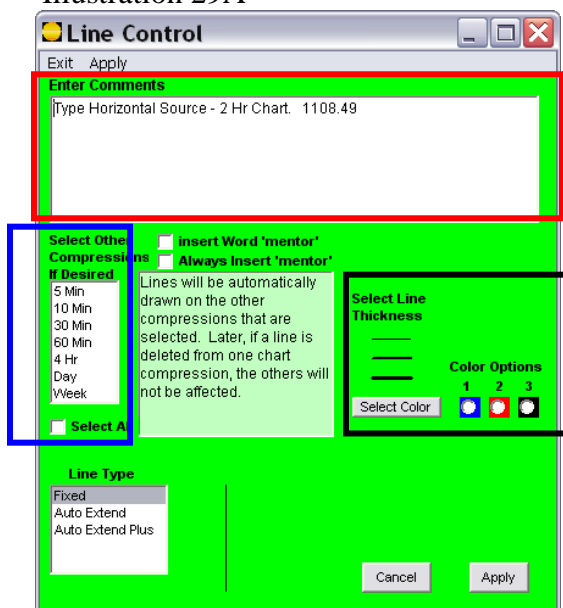 Illustration 29A
Line Control
Exit Apply
Enter Comments
Type Horizontal Source - 2 Hr Chart. 1108.49
Select Other
Compressions
If Desired
insert Word 'mentor'
Always Insert 'mentor'
5 Min
10 Min
30 Min
60 Min
4 Hr
Day
Week
Lines will be automatically
drawn on the other
compressions that are
selected. Later, if a line is
deleted from one chart
compression, the others will
not be affected.
Select Line
Thickness
Color Options
1 2 3
Select Color
Select
Line Type
Fixed
Auto Extend
Auto Extend Plus
Cancel
Apply